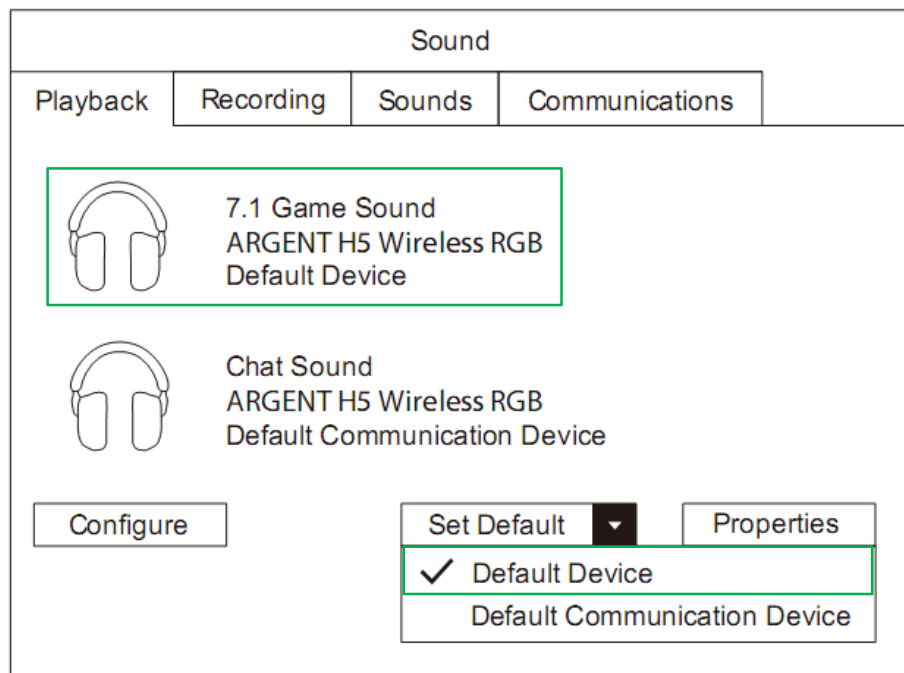 Sound
Playback Recording Sounds Communications
7.1 Game Sound
ARGENT H5 Wireless RGB
Default Device
Chat Sound
ARGENT H5 Wireless RGB
Default Communication Device
Configure Set Default Properties
Default Device
Default Communication Device